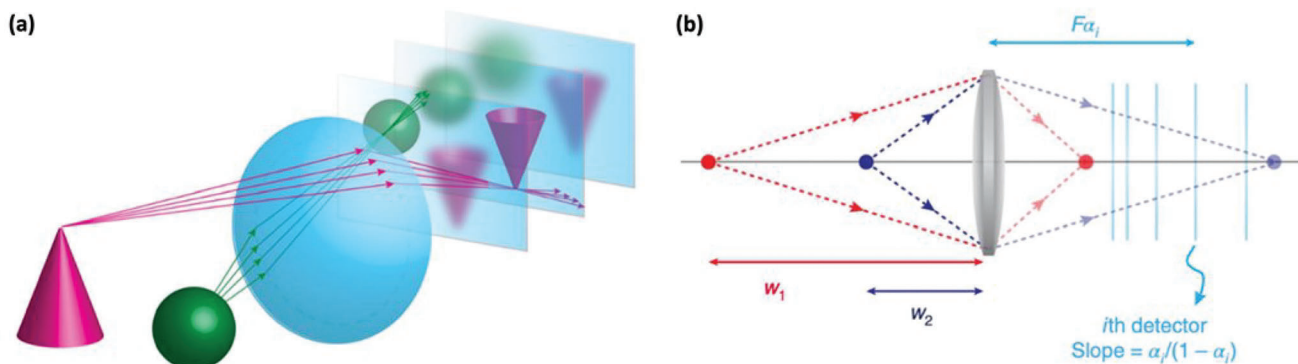 (a)
(b)
Fαᵢ
w₁
w₂
ith detector
Slope = αᵢ/(1 − αᵢ)